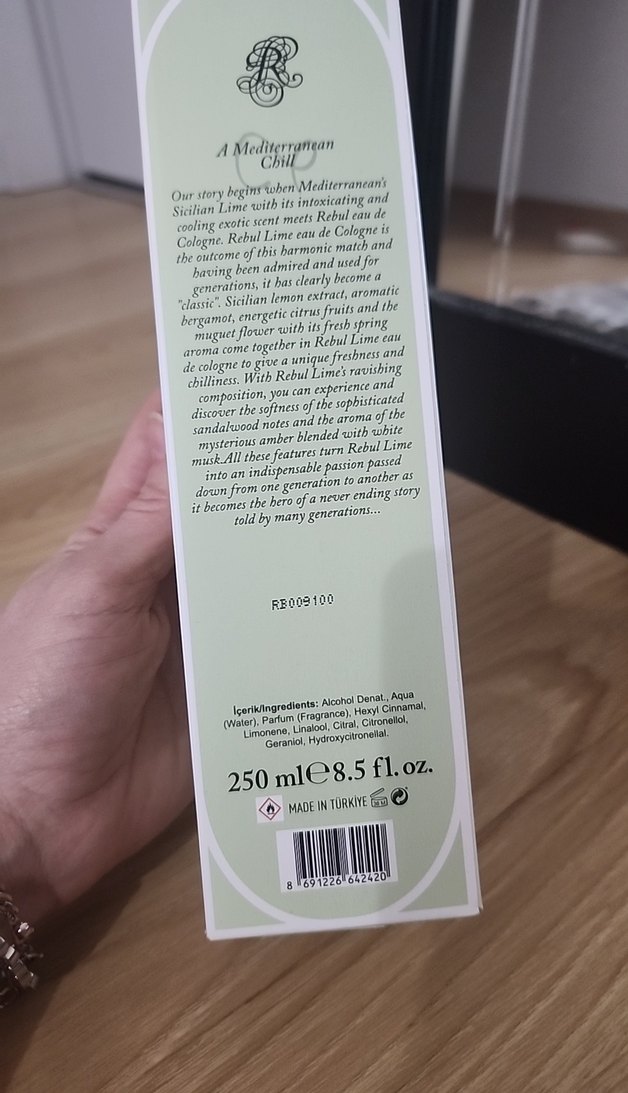 R
A Mediterranean
Chill
Our story begins when Mediterranean's
Sicilian Lime with its intoxicating and
cooling exotic scent meets Rebul eau de
Cologne. Rebul Lime eau de Cologne is
the outcome of this harmonic match and
having been admired and used for
generations, it has clearly become a
"classic". Sicilian lemon extract, aromatic
bergamot, energetic citrus fruits and the
muguet flower with its fresh spring
aroma come together in Rebul Lime eau
de cologne to give a unique freshness and
chilliness. With Rebul Lime's ravishing
composition, you can experience and
discover the softness of the sophisticated
sandalwood notes and the aroma of the
mysterious amber blended with white
musk.All these features turn Rebul Lime
into an indispensable passion passed
down from one generation to another as
it becomes the hero of a never ending story
told by many generations...
RB009100
İçerik/Ingredients: Alcohol Denat., Aqua
(Water), Parfum (Fragrance), Hexyl Cinnamal,
Limonene, Linalool, Citral, Citronellol,
Geraniol, Hydroxycitronellal.
250 ml℮8.5 fl. oz.
MADE IN TÜRKİYE
8 691226 642420